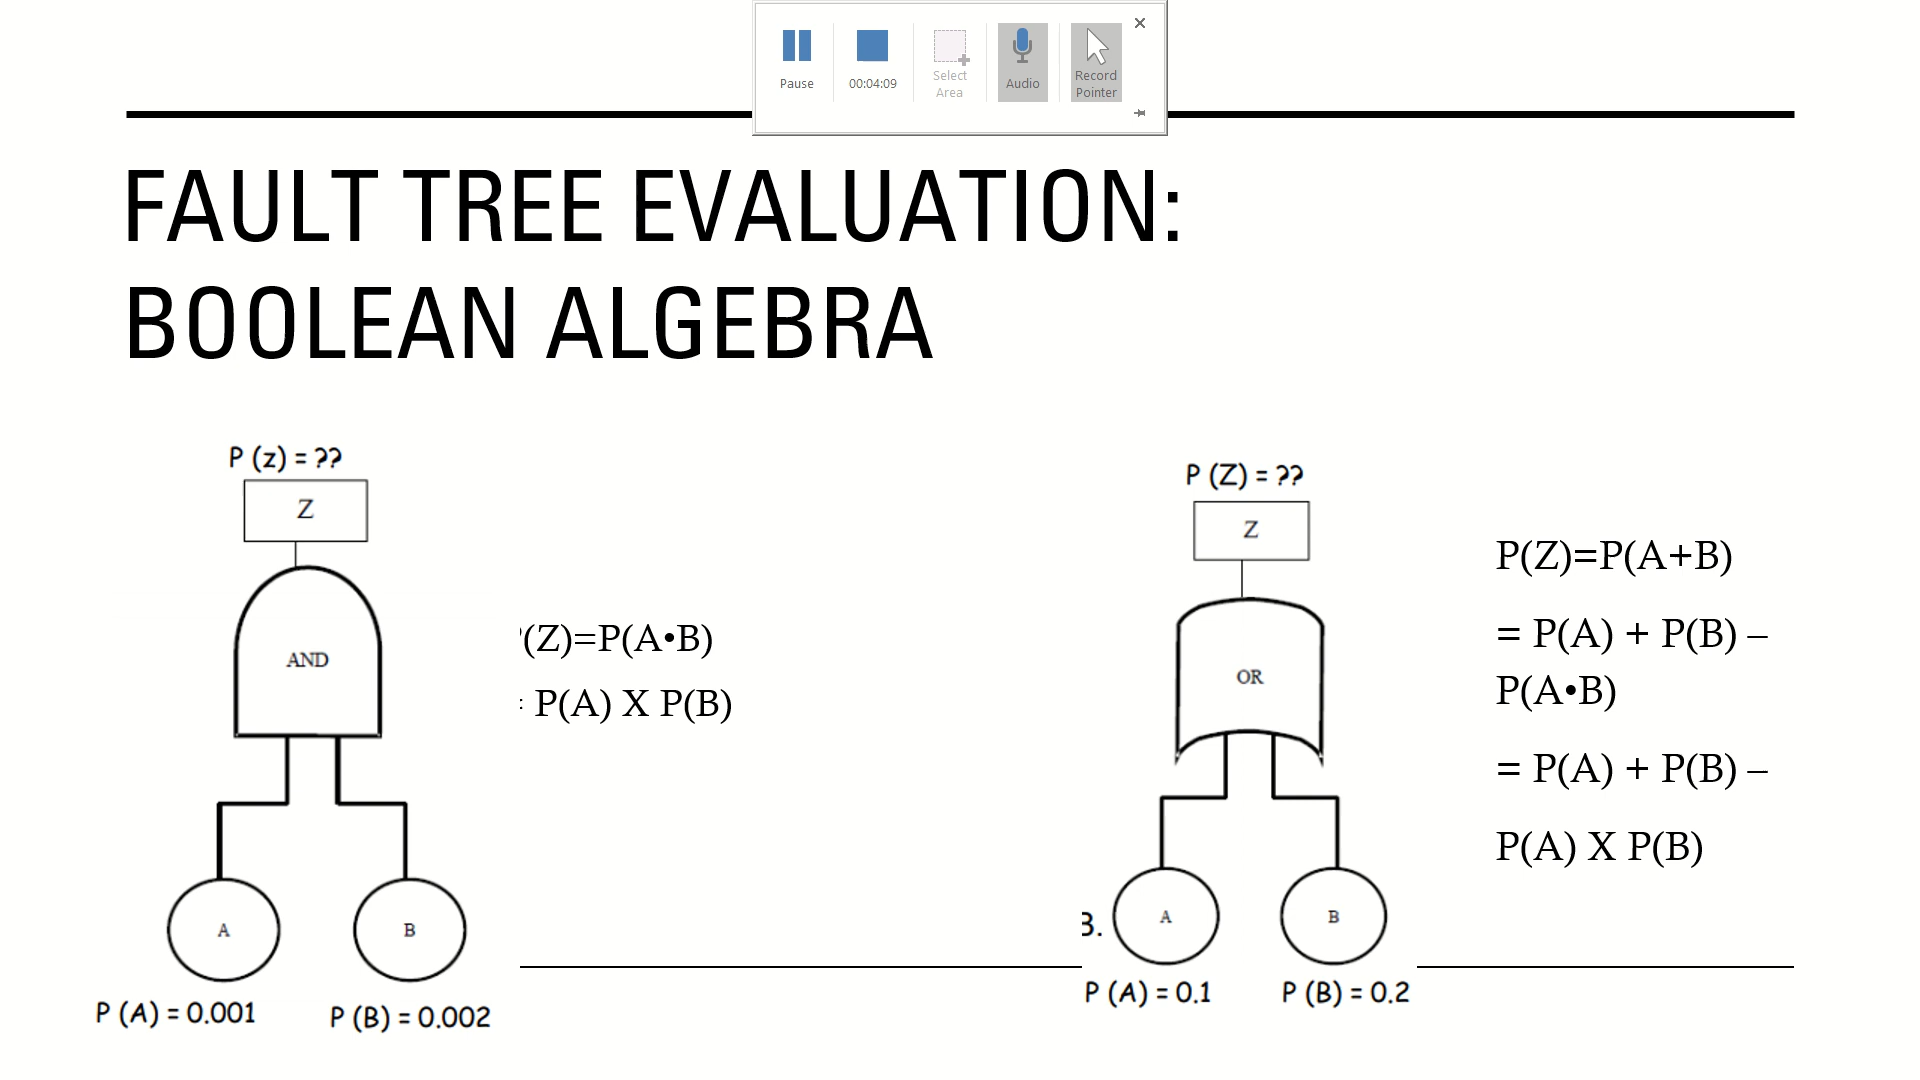 Pause
00:04:09
Select
Area
Audio
Record
Pointer
FAULT TREE EVALUATION:
BOOLEAN ALGEBRA
P (z) = ??
Z
AND
A
B
P (A) = 0.001
P (B) = 0.002
(Z)=P(A•B)
P(A) X P(B)
P (Z) = ??
Z
OR
B.
A
B
P (A) = 0.1
P (B) = 0.2
P(Z)=P(A+B)
= P(A) + P(B) –
P(A•B)
= P(A) + P(B) –
P(A) X P(B)